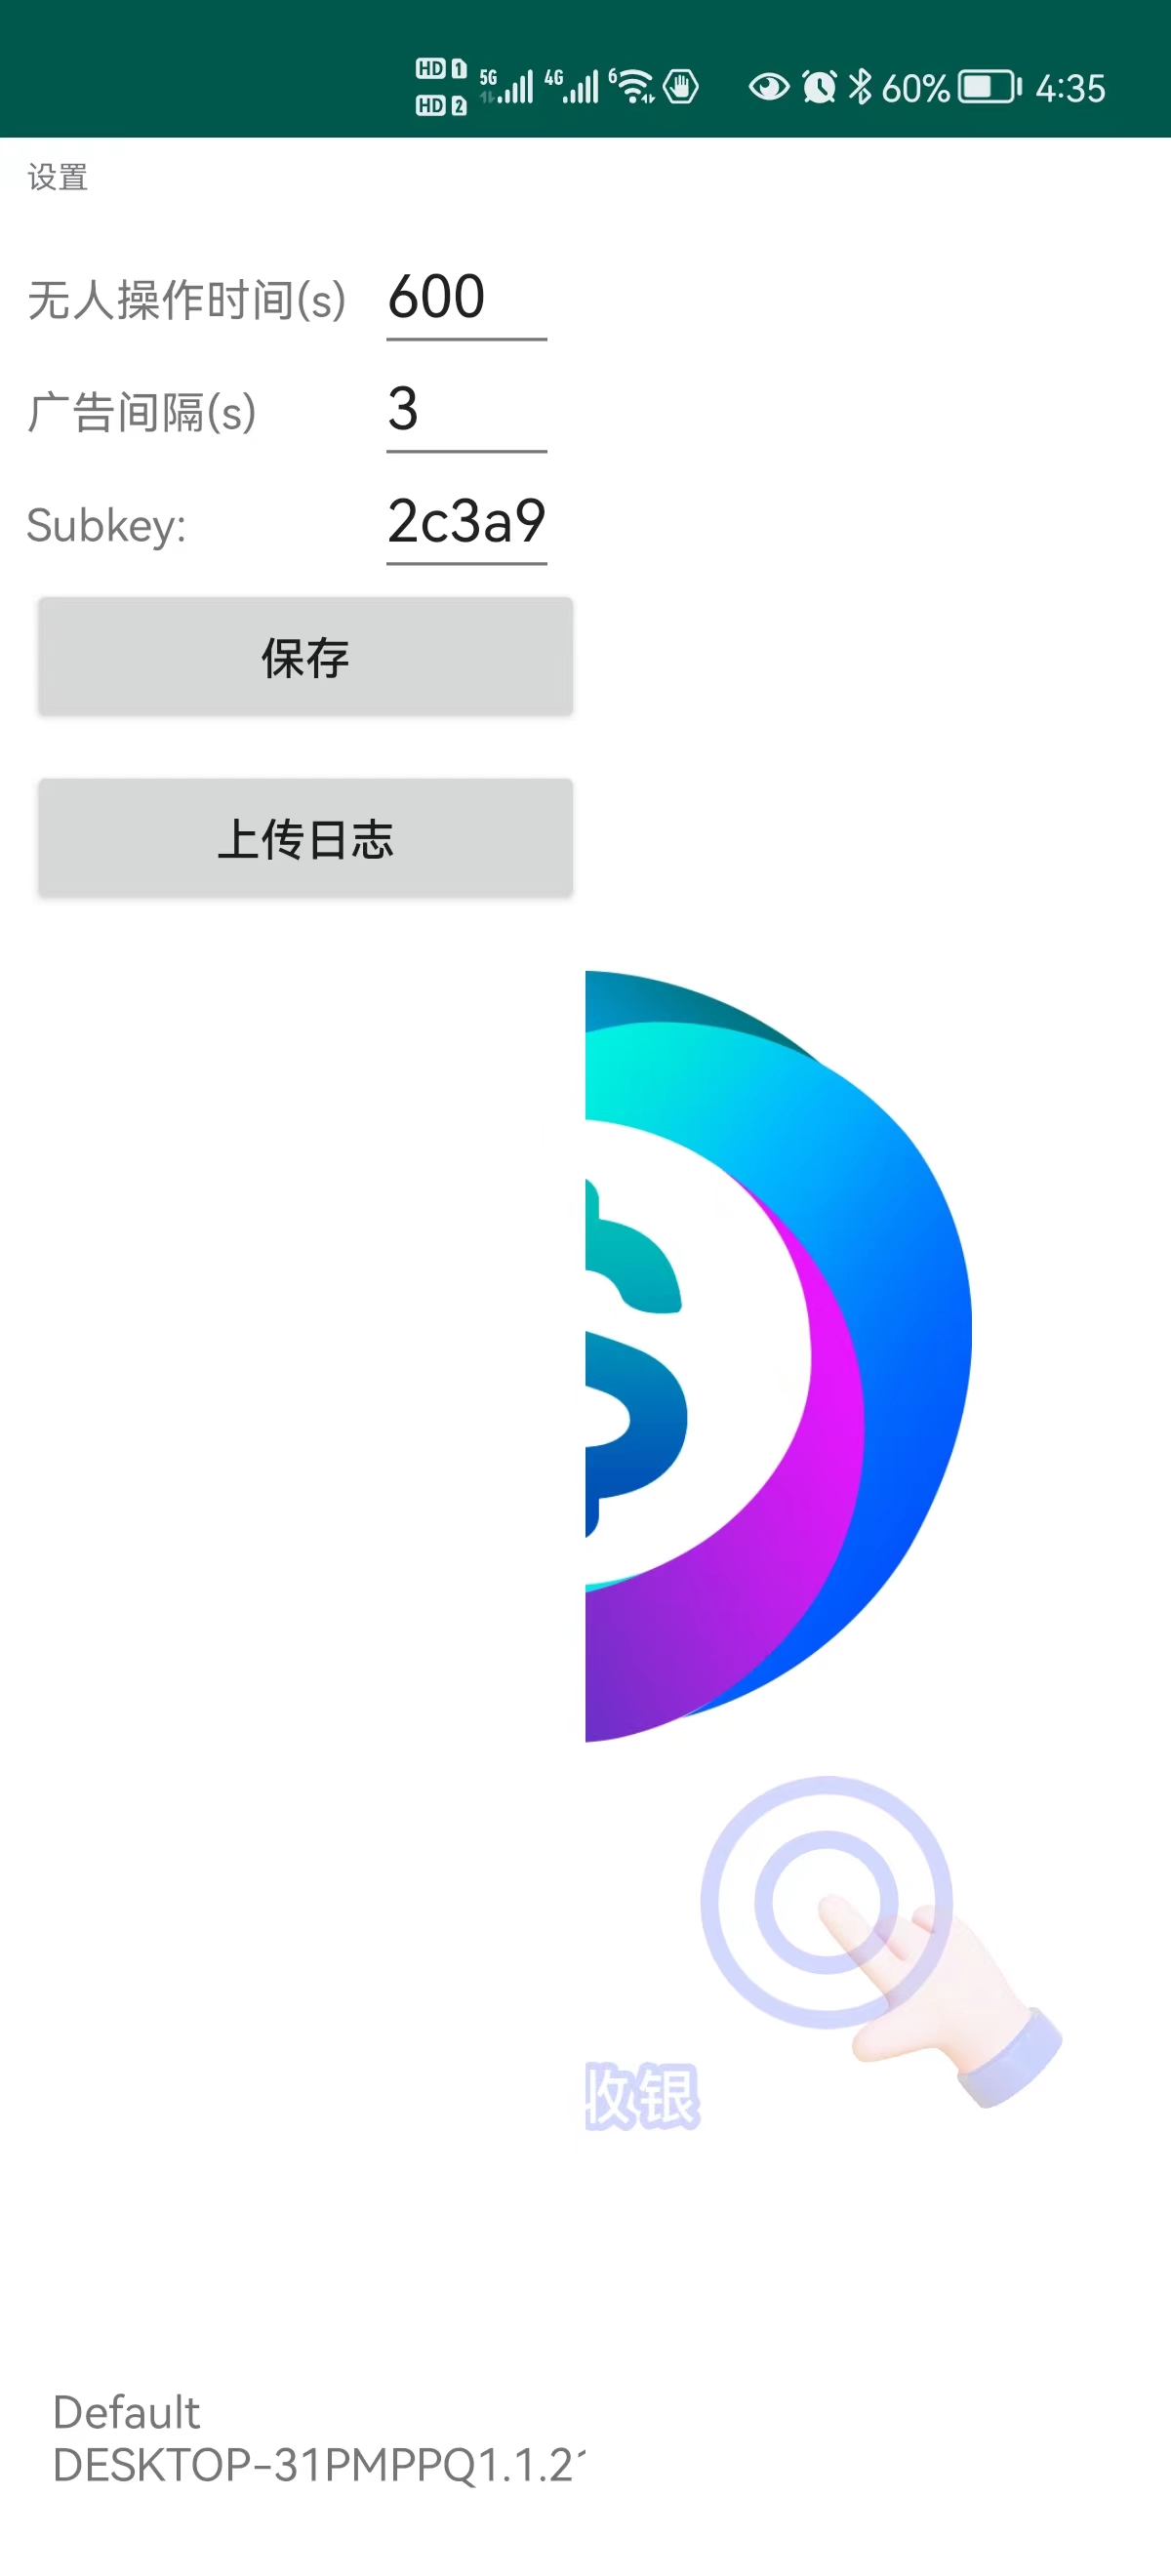 HD 1 5G 4G 6 60% 4:35
HD 2
设置
无人操作时间(s) 600
广告间隔(s) 3
Subkey: 2c3a9
保存
上传日志
收银
Default
DESKTOP-31PMPPQ1.1.2